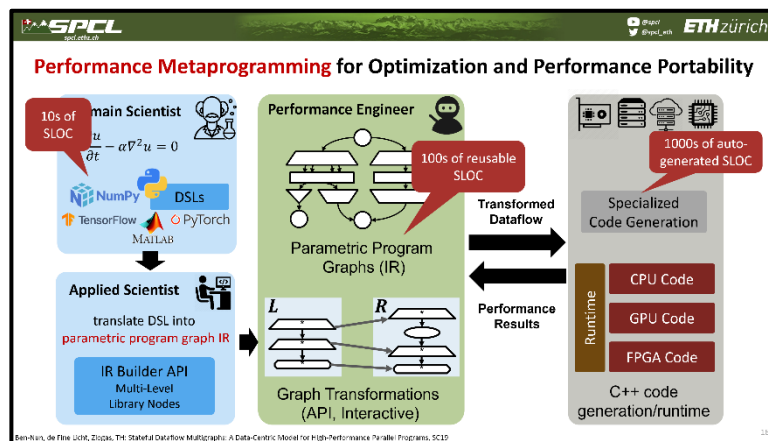 SPCL
spcl.ethz.ch
@spcl
@spcl_eth
ETH zürich
Performance Metaprogramming for Optimization and Performance Portability
10s of
SLOC
main Scientist
∂t − α∇²u = 0
NumPy
DSLs
TensorFlow
PyTorch
MATLAB
Applied Scientist
translate DSL into
parametric program graph IR
IR Builder API
Multi-Level
Library Nodes
Performance Engineer
100s of reusable
SLOC
Parametric Program
Graphs (IR)
L
R
Graph Transformations
(API, Interactive)
Transformed
Dataflow
Performance
Results
1000s of auto-
generated SLOC
Specialized
Code Generation
Runtime
CPU Code
GPU Code
FPGA Code
C++ code
generation/runtime
Ben-Nun, de Fine Licht, Ziogas, TH: Stateful Dataflow Multigraphs: A Data-Centric Model for High-Performance Parallel Programs, SC19